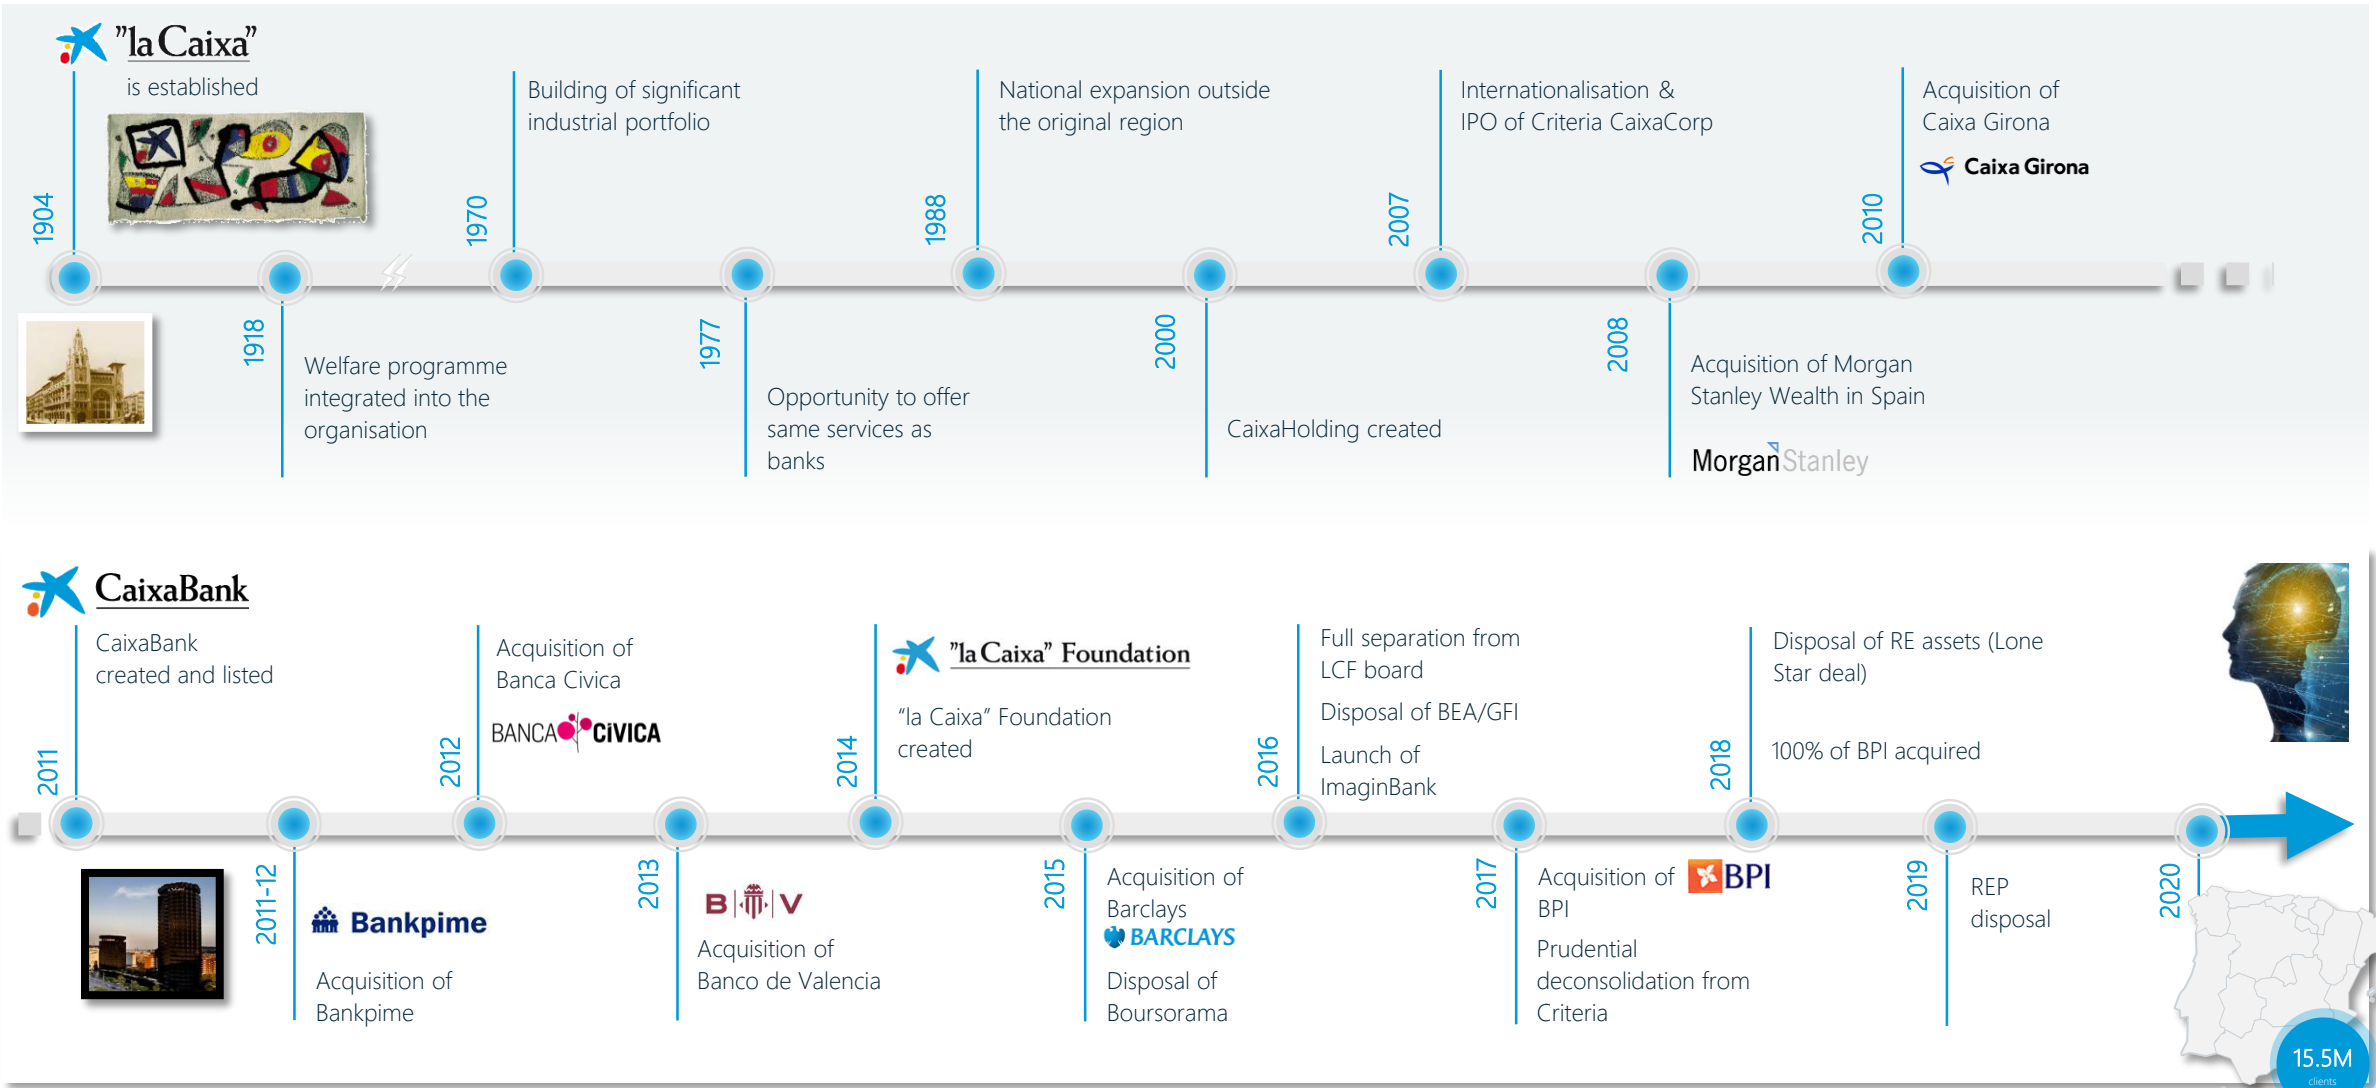 "la Caixa"
is established
1904
1918
Welfare programme
integrated into the
organisation
1970
Building of significant
industrial portfolio
1977
Opportunity to offer
same services as
banks
1988
National expansion outside
the original region
2000
CaixaHolding created
2007
Internationalisation &
IPO of Criteria CaixaCorp
2008
Acquisition of Morgan
Stanley Wealth in Spain
MorganStanley
2010
Acquisition of
Caixa Girona
Caixa Girona
CaixaBank
CaixaBank
created and listed
2011
2011-12
Bankpime
Acquisition of
Bankpime
2012
Acquisition of
Banca Civica
BANCA CíVICA
2013
B V
Acquisition of
Banco de Valencia
2014
"la Caixa" Foundation
“la Caixa” Foundation
created
2015
Acquisition of
Barclays
BARCLAYS
Disposal of
Boursorama
2016
Full separation from
LCF board
Disposal of BEA/GFI
Launch of
ImaginBank
2017
Acquisition of
BPI
BPI
Prudential
deconsolidation from
Criteria
2018
Disposal of RE assets (Lone
Star deal)
100% of BPI acquired
2019
REP
disposal
2020
15.5M
clients